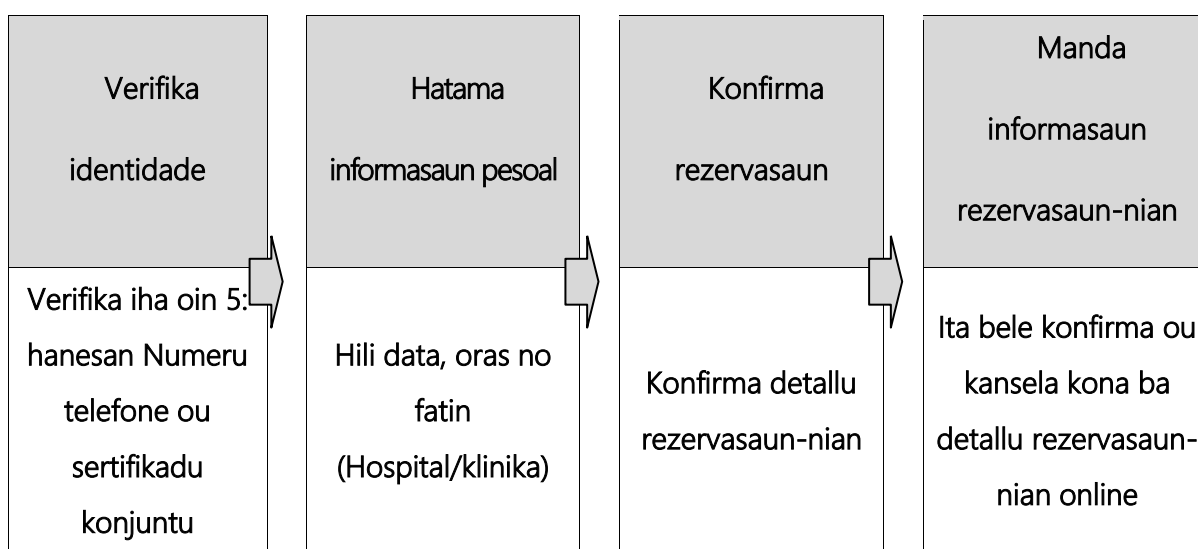 Verifika
identidade
Verifika iha oin 5:
hanesan Numeru
telefone ou
sertifikadu
konjuntu
Hatama
informasaun pesoal
Hili data, oras no
fatin
(Hospital/klinika)
Konfirma
rezervasaun
Konfirma detallu
rezervasaun-nian
Manda
informasaun
rezervasaun-nian
Ita bele konfirma ou
kansela kona ba
detallu rezervasaun-
nian online